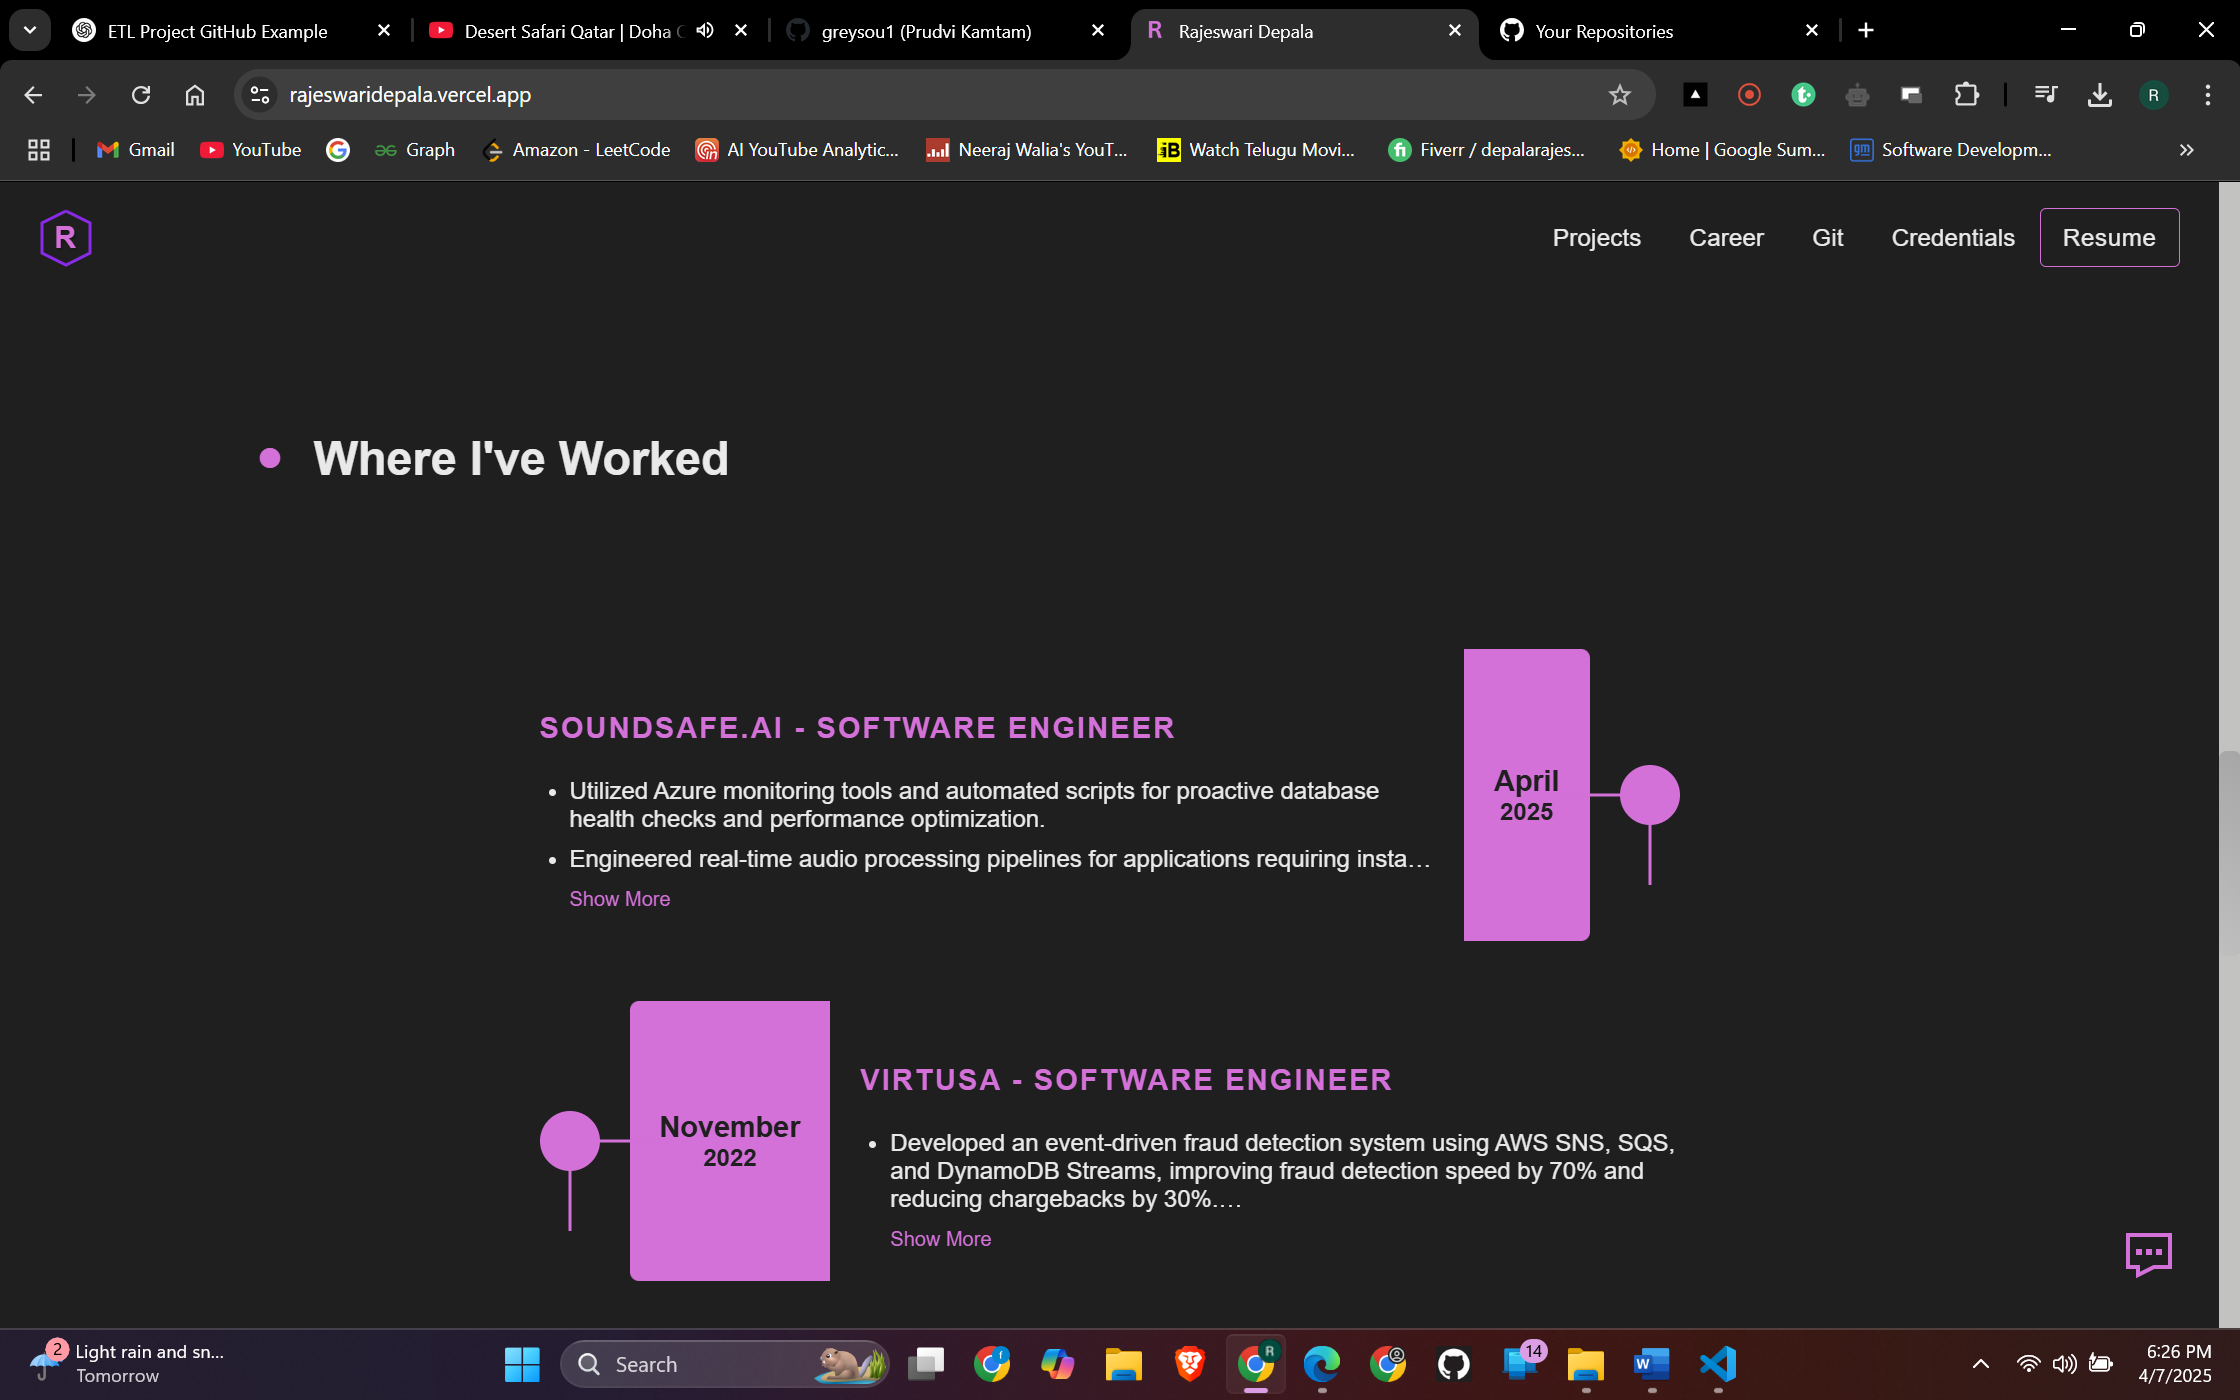 ETL Project GitHub Example
Desert Safari Qatar | Doha
greysou1 (Prudvi Kamtam)
R Rajeswari Depala
Your Repositories
rajeswaridepala.vercel.app
R
Gmail
YouTube
Graph
Amazon - LeetCode
AI YouTube Analytic...
Neeraj Walia's YouT...
Watch Telugu Movi...
Fiverr / depalarajes...
Home | Google Sum...
gm Software Developm...
R
Projects
Career
Git
Credentials
Resume
Where I've Worked
SOUNDSAFE.AI - SOFTWARE ENGINEER
• Utilized Azure monitoring tools and automated scripts for proactive database
health checks and performance optimization.
• Engineered real-time audio processing pipelines for applications requiring insta…
Show More
April
2025
November
2022
VIRTUSA - SOFTWARE ENGINEER
• Developed an event-driven fraud detection system using AWS SNS, SQS,
and DynamoDB Streams, improving fraud detection speed by 70% and
reducing chargebacks by 30%.…
Show More
2
Light rain and sn...
Tomorrow
Search
R
14
6:26 PM
4/7/2025